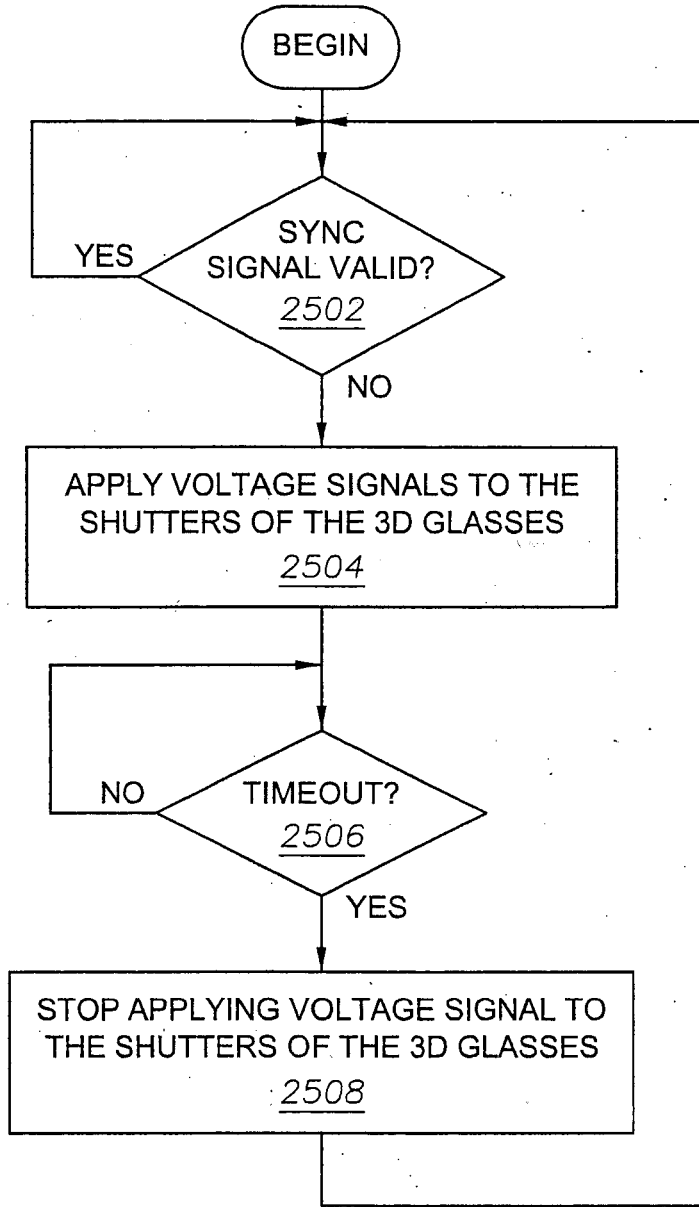 BEGIN
SYNC
SIGNAL VALID?
2502
YES
NO
APPLY VOLTAGE SIGNALS TO THE
SHUTTERS OF THE 3D GLASSES
2504
TIMEOUT?
2506
NO
YES
STOP APPLYING VOLTAGE SIGNAL TO
THE SHUTTERS OF THE 3D GLASSES
2508